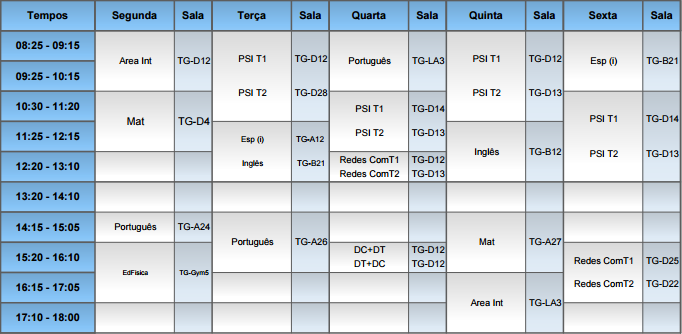 Tempos Segunda Sala Terça Sala Quarta Sala Quinta Sala Sexta Sala
08:25 - 09:15
Area Int TG-D12 PSI T1 TG-D12 Português TG-LA3 PSI T1 TG-D12 Esp (i) TG-B21
09:25 - 10:15
PSI T2 TG-D28 PSI T2 TG-D13
10:30 - 11:20
Mat TG-D4 PSI T1 TG-D14 PSI T1 TG-D14
11:25 - 12:15
Esp (i) TG-A12 PSI T2 TG-D13 Inglês TG-B12 PSI T2 TG-D13
12:20 - 13:10 Inglês TG-B21 Redes ComT1 TG-D12
Redes ComT2 TG-D13
13:20 - 14:10
14:15 - 15:05 Português TG-A24
Português TG-A26 Mat TG-A27
15:20 - 16:10 DC+DT TG-D12 Redes ComT1 TG-D25
DT+DC TG-D12
EdFisica TG-Gym5
16:15 - 17:05 Redes ComT2 TG-D22
Area Int TG-LA3
17:10 - 18:00